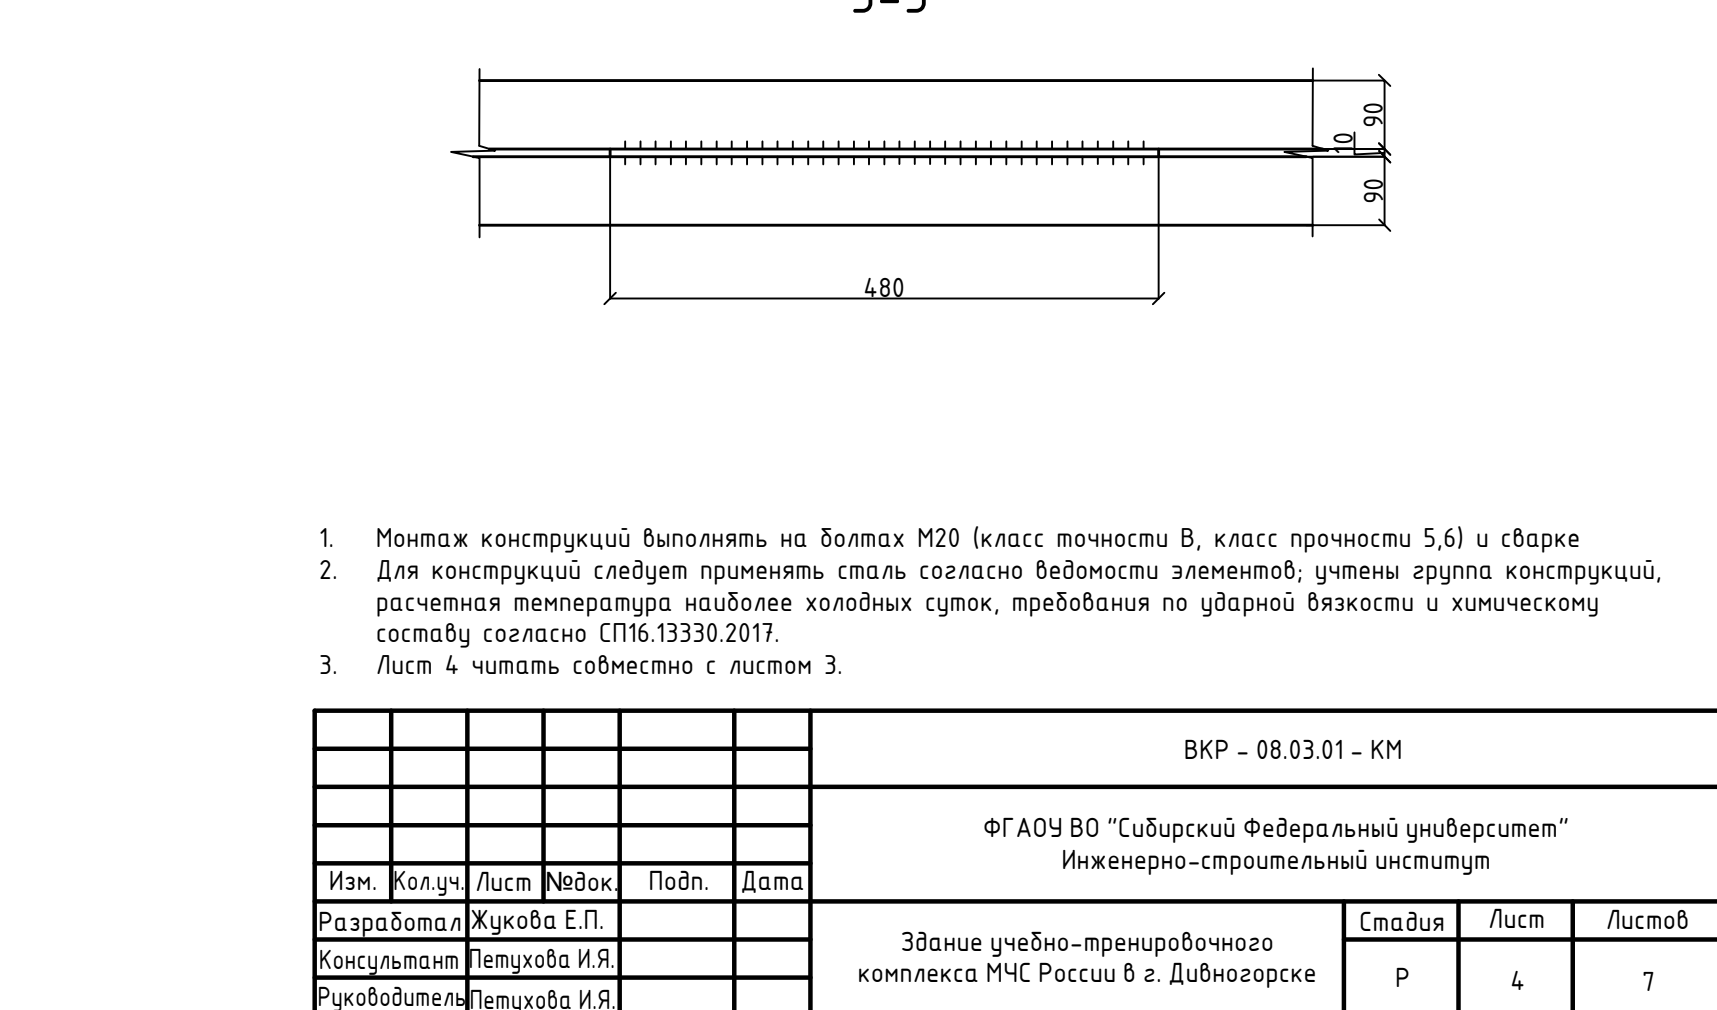 90
10
90
480
1. Монтаж конструкций выполнять на болтах М20 (класс точности В, класс прочности 5,6) и сварке
2. Для конструкций следует применять сталь согласно ведомости элементов; учтены группа конструкций,
расчетная температура наиболее холодных суток, требования по ударной вязкости и химическому
составу согласно СП16.13330.2017.
3. Лист 4 читать совместно с листом 3.
ВКР - 08.03.01 - КМ
ФГАОУ ВО "Сибирский Федеральный университет"
Инженерно-строительный институт
Изм. Кол.уч. Лист №док. Подп. Дата
Разработал Жукова Е.П.
Консультант Петухова И.Я.
Руководитель Петухова И.Я.
Здание учебно-тренировочного
комплекса МЧС России в г. Дивногорске
Стадия Лист Листов
Р 4 7